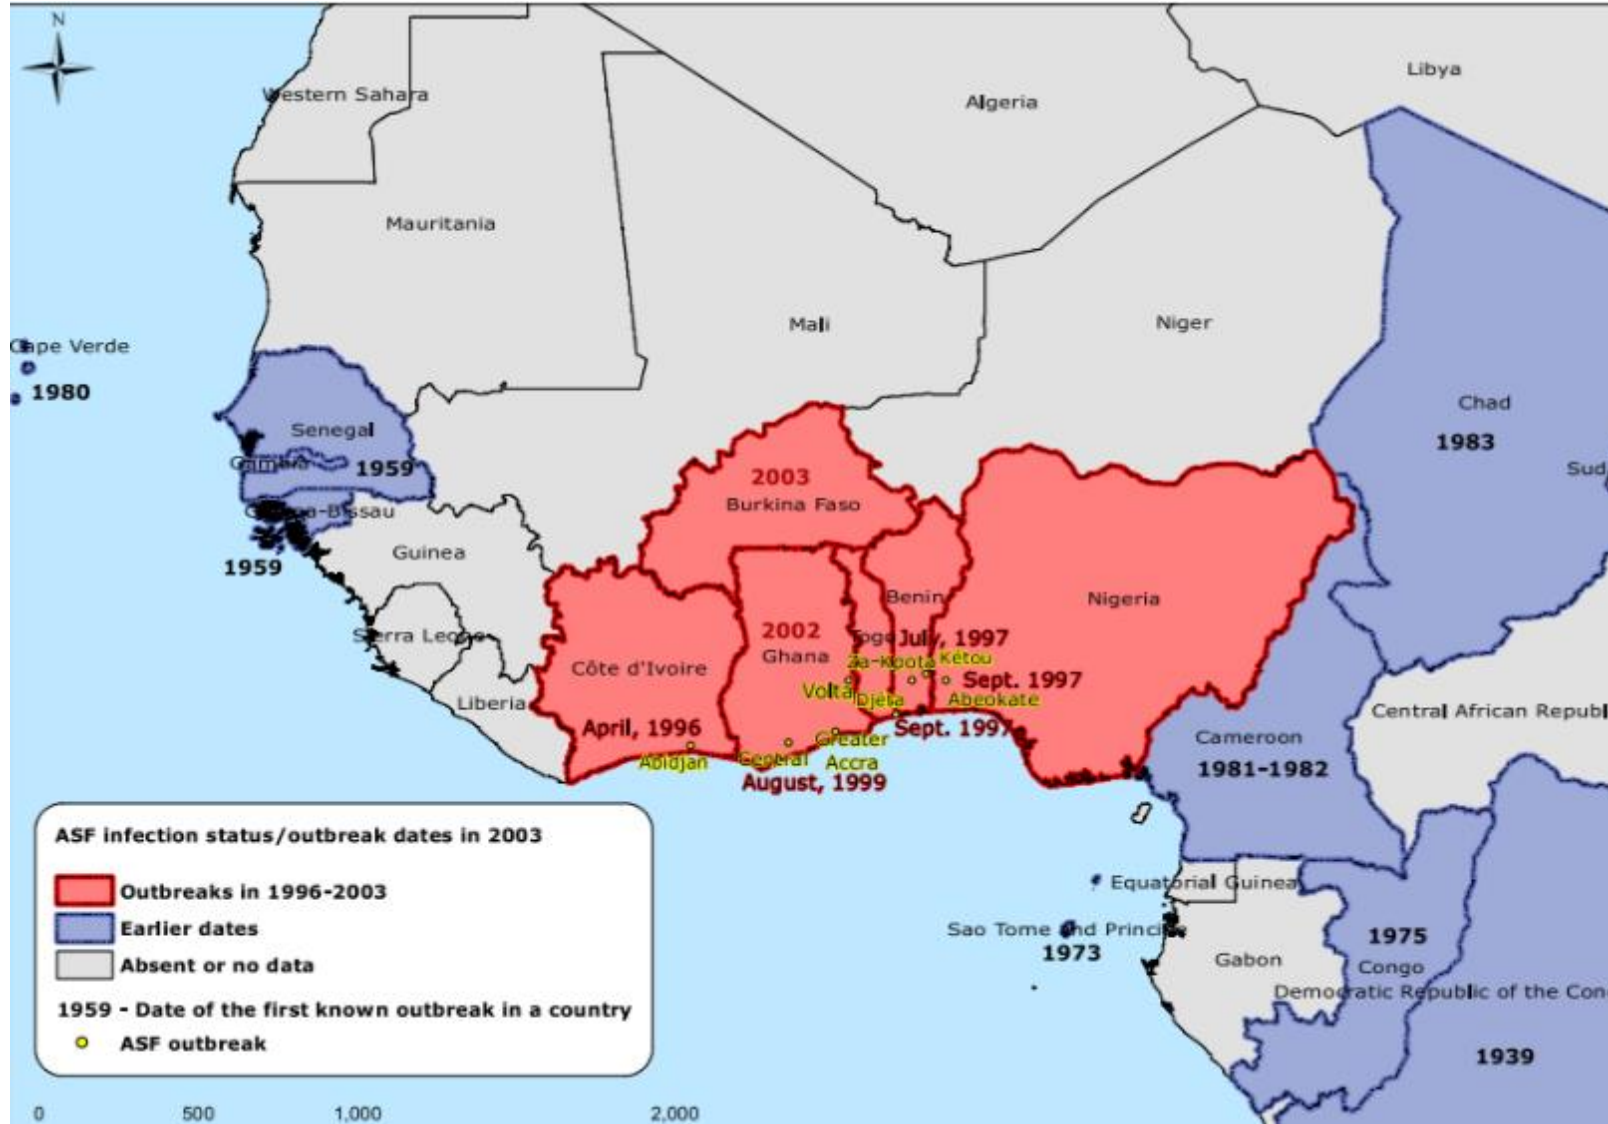 N
Western Sahara
Algeria
Libya
Mauritania
Mali
Niger
Cape Verde
1980
Senegal
1959
Chad
1983
Sud
2003
Burkina Faso
1959
Guinea
Benin
Nigeria
2002
Ghana
Togo
July, 1997
Côte d'Ivoire
Za-Kpota
Kétou
Sept. 1997
Volta
Djéta
Abeokate
Sierra Leone
Liberia
April, 1996
Sept. 1997
Central African Republ
Abidjan
Central
Greater
Accra
August, 1999
Cameroon
1981-1982
ASF infection status/outbreak dates in 2003
Outbreaks in 1996-2003
Earlier dates
Absent or no data
1959 - Date of the first known outbreak in a country
ASF outbreak
Equatorial Guinea
Sao Tome and Principe
1973
Gabon
1975
Congo
Democratic Republic of the Con
1939
0 500 1,000 2,000